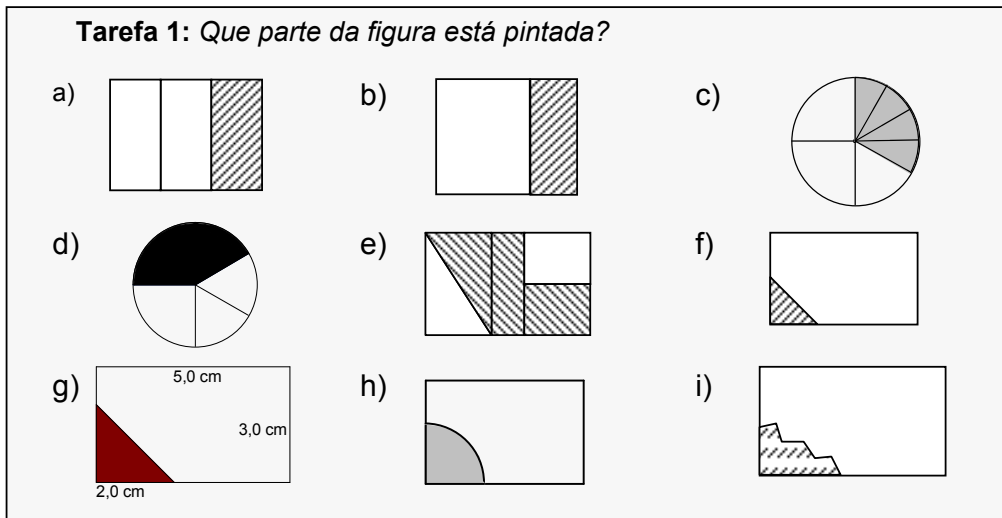 Tarefa 1: Que parte da figura está pintada?
a)
b)
c)
d)
e)
f)
g)
5,0 cm
3,0 cm
2,0 cm
h)
i)